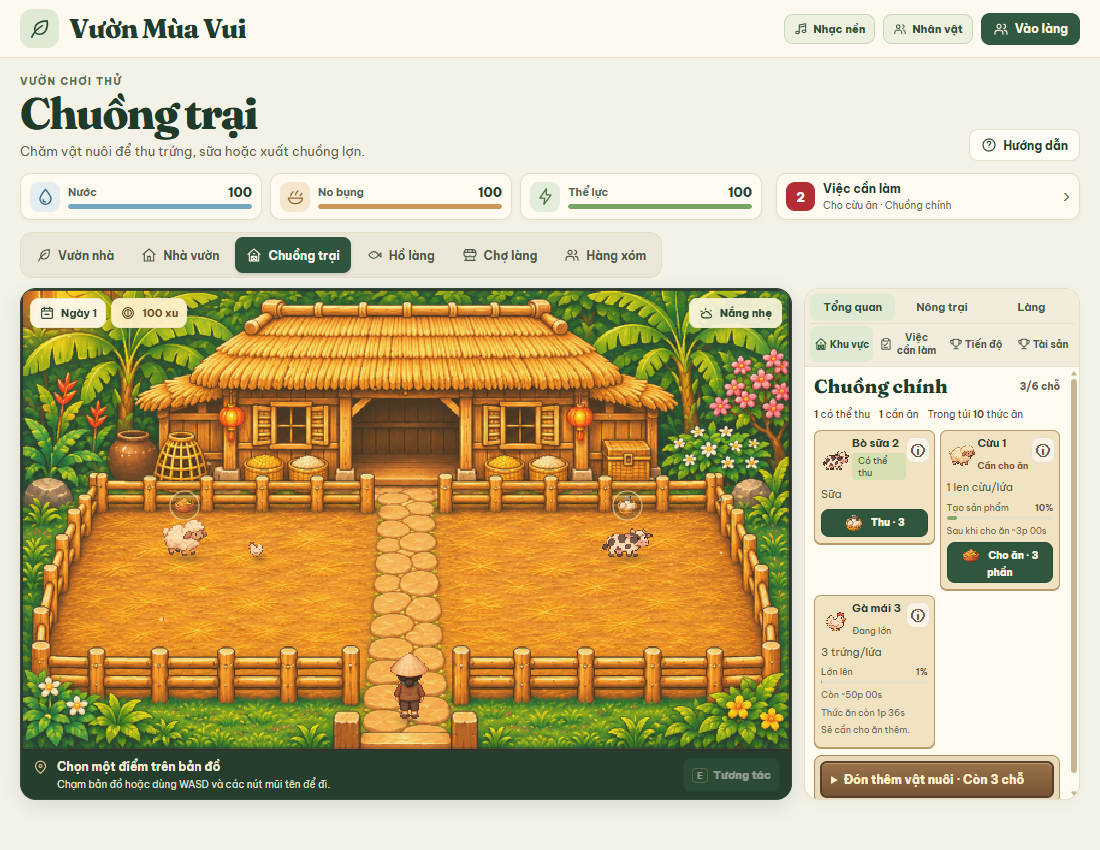 Vườn Mùa Vui
Nhạc nền
Nhân vật
Vào làng
VƯỜN CHƠI THỬ
Chuồng trại
Chăm vật nuôi để thu trứng, sữa hoặc xuất chuồng lợn.
Hướng dẫn
Nước 100
No bụng 100
Thể lực 100
2
Việc cần làm
Cho cừu ăn · Chuồng chính
Vườn nhà
Nhà vườn
Chuồng trại
Hồ làng
Chợ làng
Hàng xóm
Ngày 1
100 xu
Nắng nhẹ
Chọn một điểm trên bản đồ
Chạm bản đồ hoặc dùng WASD và các nút mũi tên để đi.
E Tương tác
Tổng quan
Nông trại
Làng
Khu vực
Việc
cần làm
Tiến độ
Tài sản
Chuồng chính
3/6 chỗ
1 có thể thu 1 cần ăn Trong túi 10 thức ăn
Bò sữa 2
Có thể
thu
Sữa
Thu · 3
Cừu 1
Cần cho ăn
1 len cừu/lứa
Tạo sản phẩm 10%
Sau khi cho ăn ~3p 00s
Cho ăn · 3
phần
Gà mái 3
Đang lớn
3 trứng/lứa
Lớn lên 1%
Còn ~50p 00s
Thức ăn còn 1p 36s
Sẽ cần cho ăn thêm.
Đón thêm vật nuôi · Còn 3 chỗ